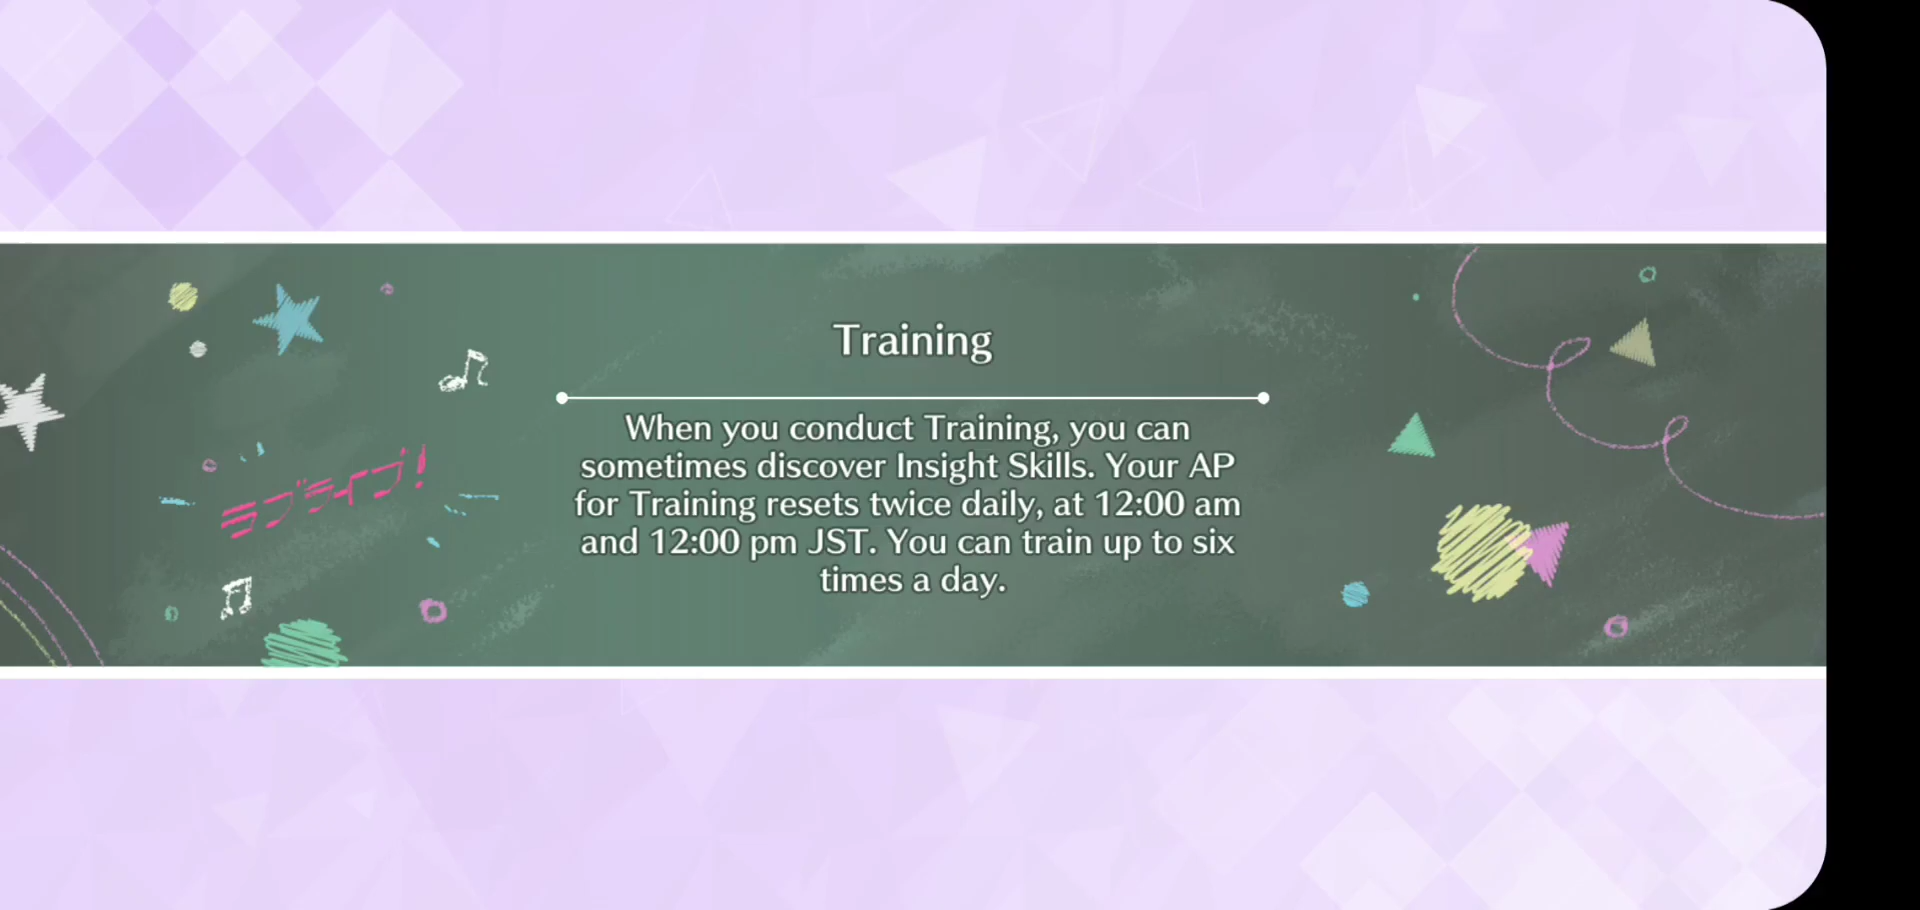 Training
When you conduct Training, you can
sometimes discover Insight Skills. Your AP
for Training resets twice daily, at 12:00 am
and 12:00 pm JST. You can train up to six
times a day.
ラブライブ!